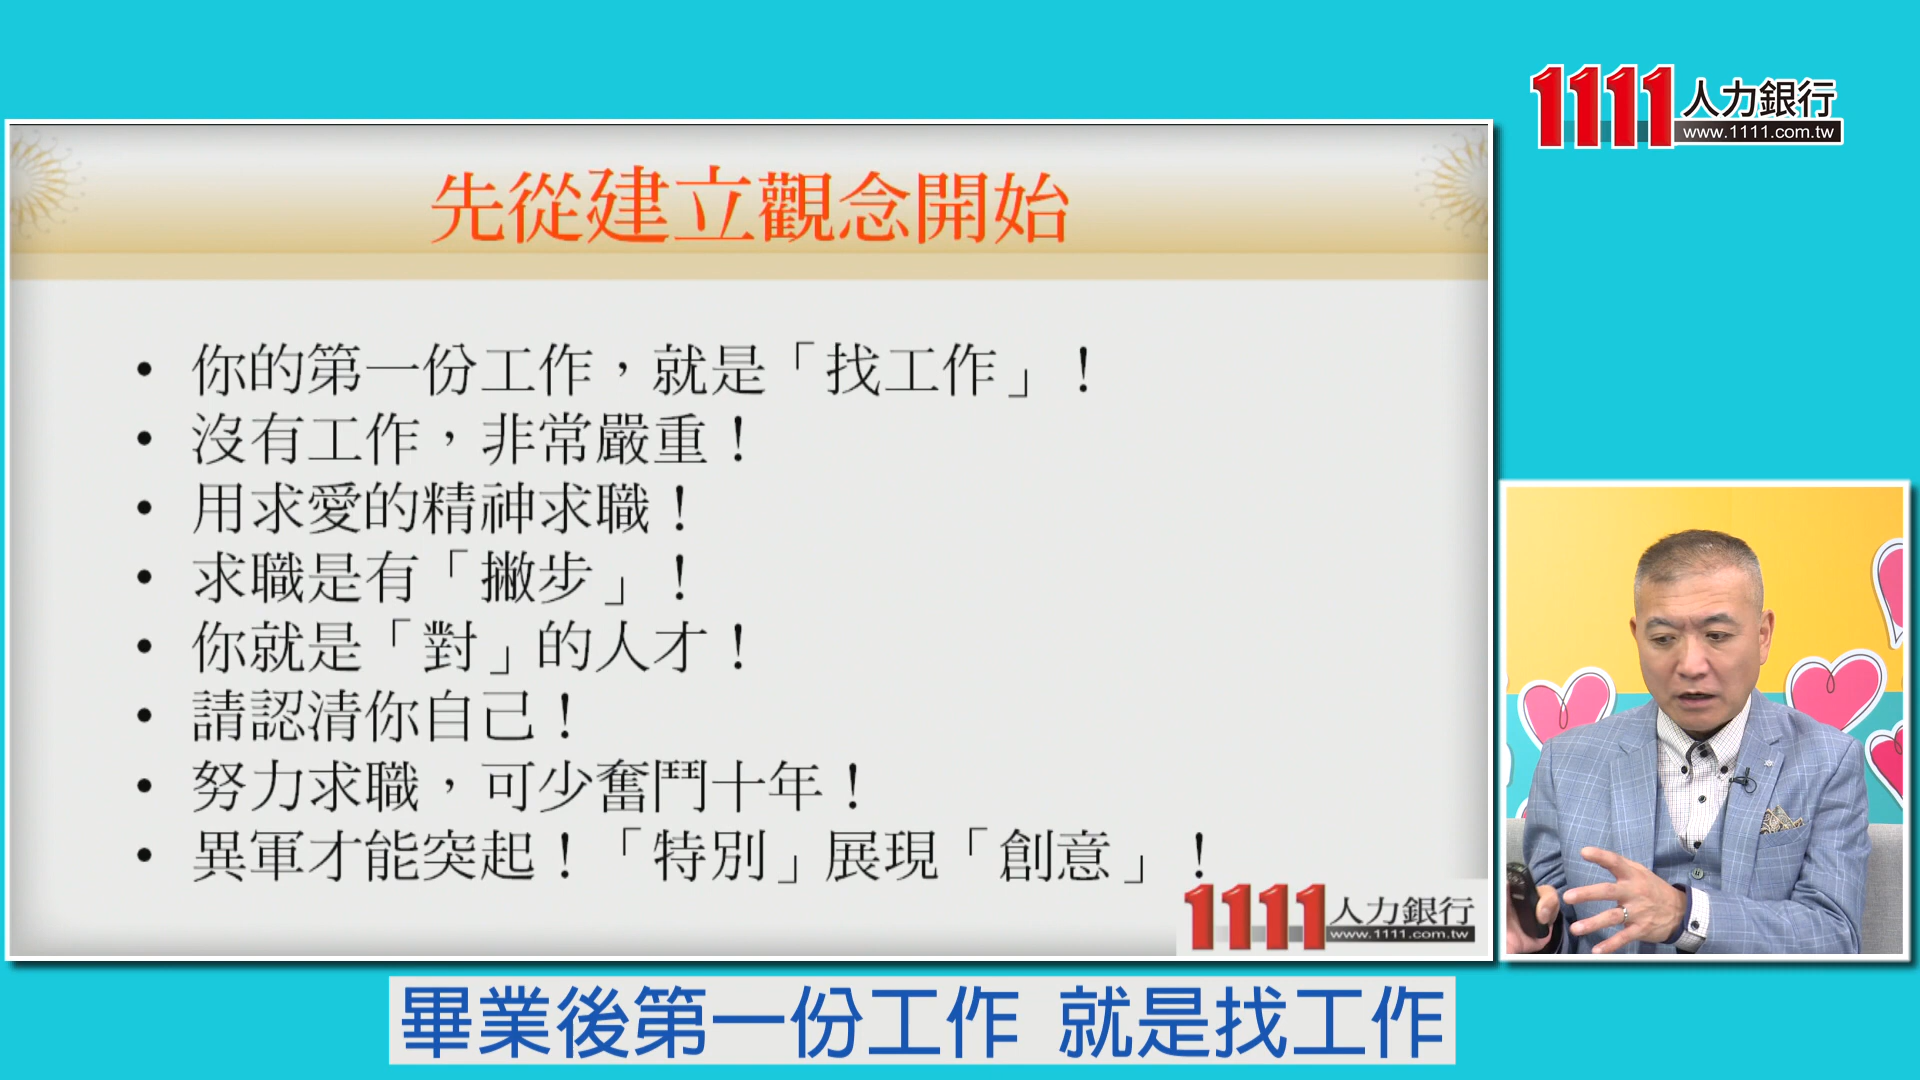 1111人力銀行
www.1111.com.tw
先從建立觀念開始
• 你的第一份工作，就是「找工作」！
• 沒有工作，非常嚴重！
• 用求愛的精神求職！
• 求職是有「撇步」！
• 你就是「對」的人才！
• 請認清你自己！
• 努力求職，可少奮鬥十年！
• 異軍才能突起！「特別」展現「創意」！
1111人力銀行
www.1111.com.tw
畢業後第一份工作 就是找工作